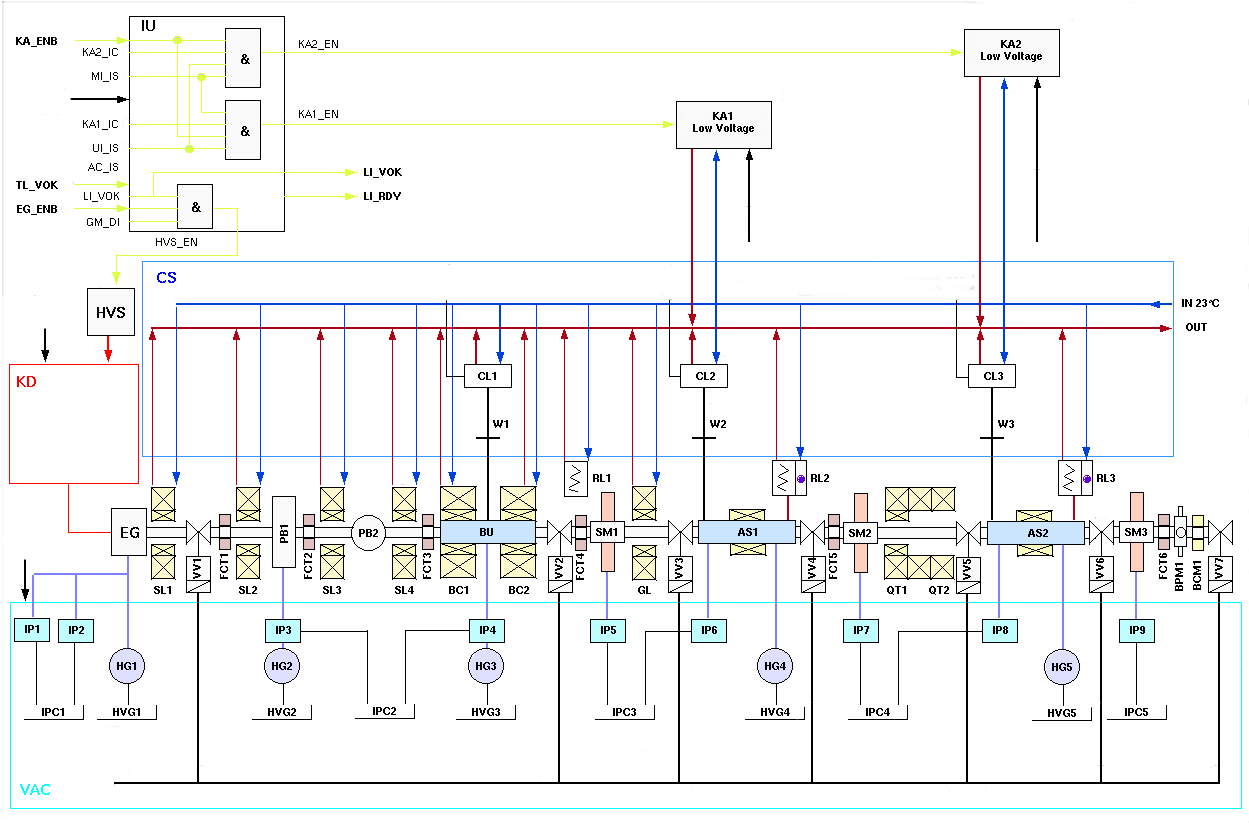 IU
KA_ENB
KA2_IC
MI_IS
&
KA2_EN
KA2
Low Voltage
KA1_IC
UI_IS
&
KA1_EN
KA1
Low Voltage
AC_IS
TL_VOK
LI_VOK
EG_ENB
GM_DI
&
LI_VOK
LI_RDY
HVS_EN
CS
HVS
IN 23°C
OUT
KD
CL1
CL2
CL3
W1
W2
W3
RL1
RL2
RL3
EG
PB1
PB2
BU
SM1
AS1
SM2
AS2
SM3
VV1
FCT1
FCT2
FCT3
VV2
FCT4
VV3
VV4
FCT5
VV5
VV6
FCT6
BPM1
BCM1
VV7
SL1
SL2
SL3
SL4
BC1
BC2
GL
QT1
QT2
IP1
IP2
IP3
IP4
IP5
IP6
IP7
IP8
IP9
HG1
HG2
HG3
HG4
HG5
IPC1
HVG1
HVG2
IPC2
HVG3
IPC3
HVG4
IPC4
HVG5
IPC5
VAC